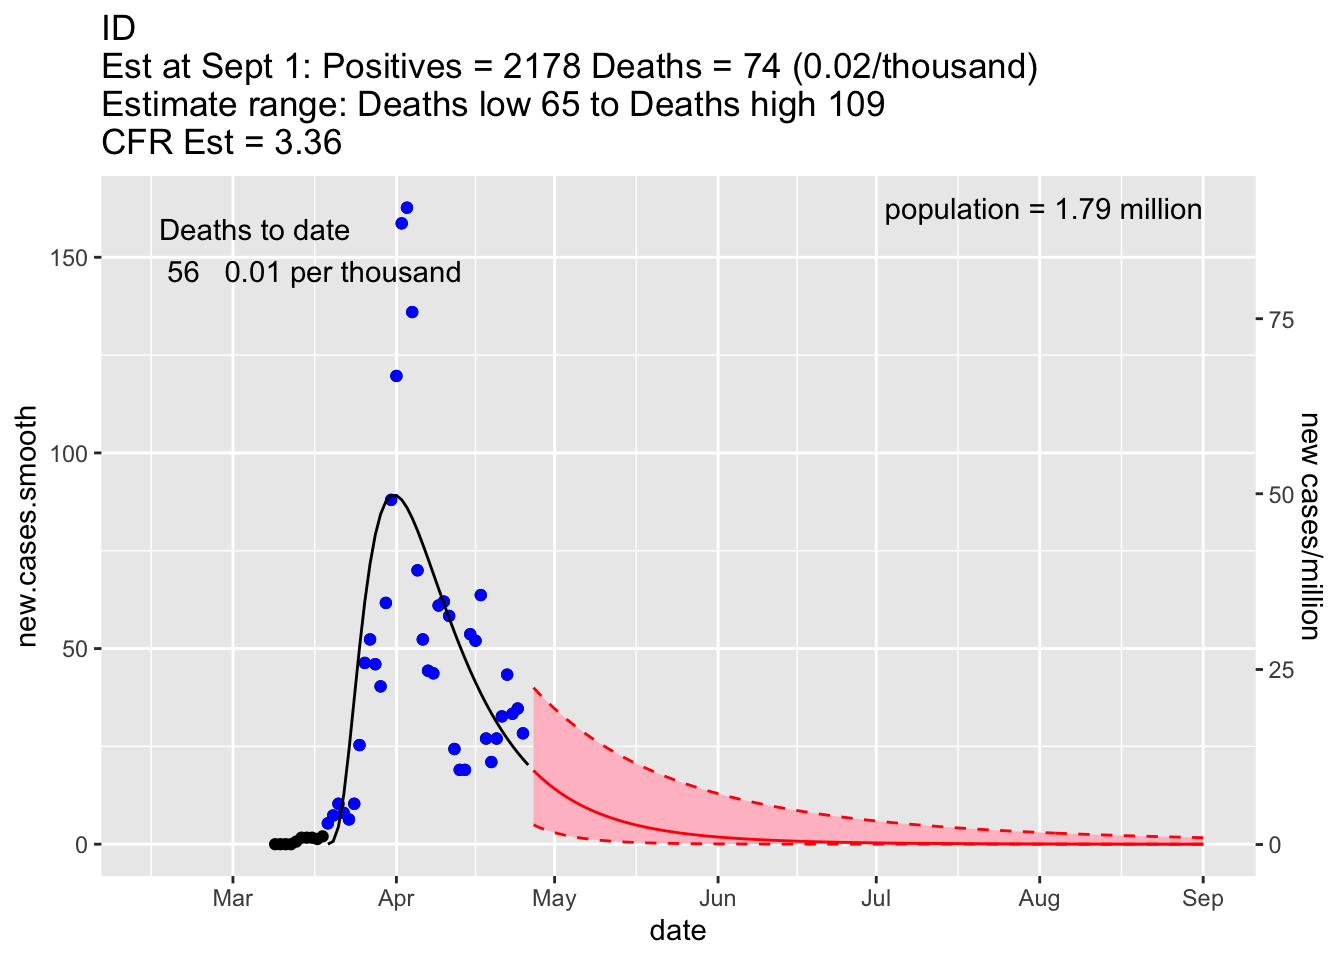 ID
Est at Sept 1: Positives = 2178 Deaths = 74 (0.02/thousand)
Estimate range: Deaths low 65 to Deaths high 109
CFR Est = 3.36
population = 1.79 million
Deaths to date
56 0.01 per thousand
new.cases.smooth
150
100
50
0
75
50
25
0
new cases/million
Mar Apr May Jun Jul Aug Sep
date